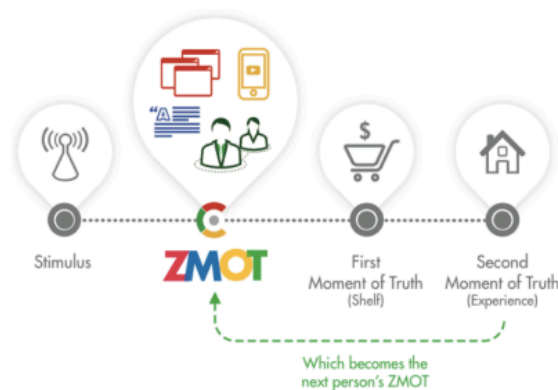 "A
$
Stimulus
ZMOT
First
Moment of Truth
(Shelf)
Second
Moment of Truth
(Experience)
Which becomes the
next person's ZMOT